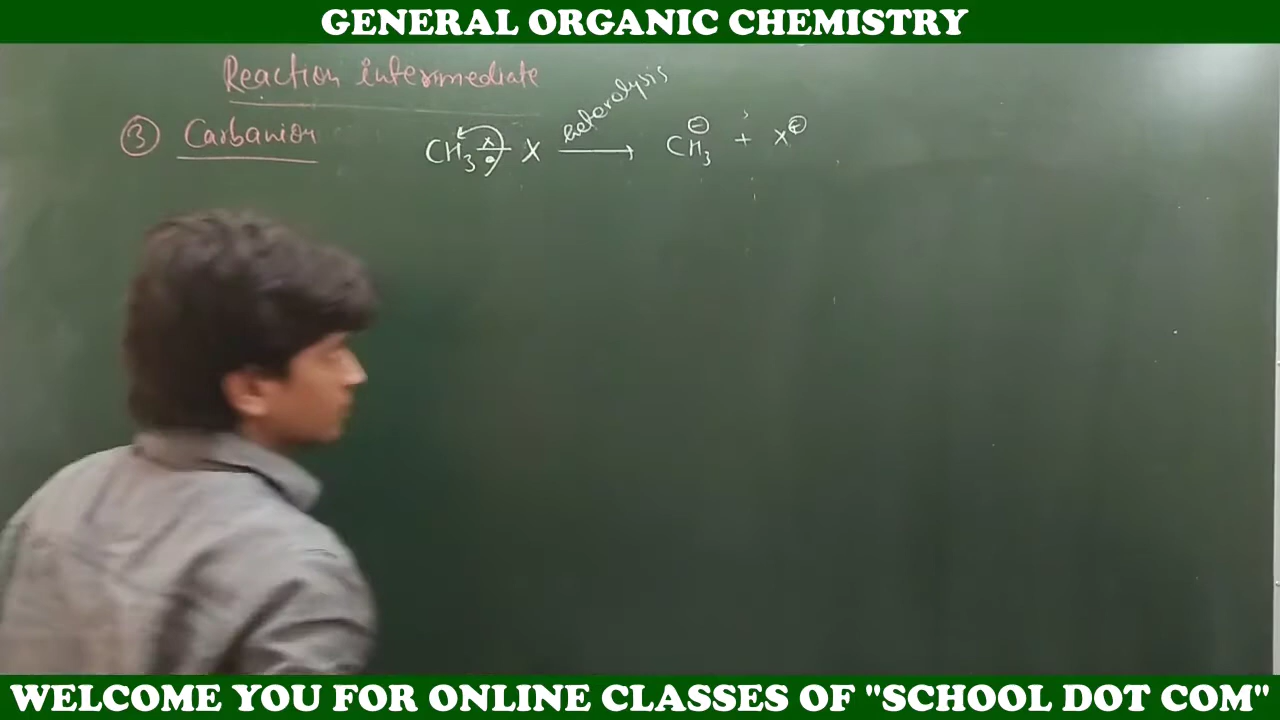 GENERAL ORGANIC CHEMISTRY
Reaction intermediate
③ Carbanion
CH₃ ×• X heterolysis → CH₃⊖ + X⊕
WELCOME YOU FOR ONLINE CLASSES OF "SCHOOL DOT COM"